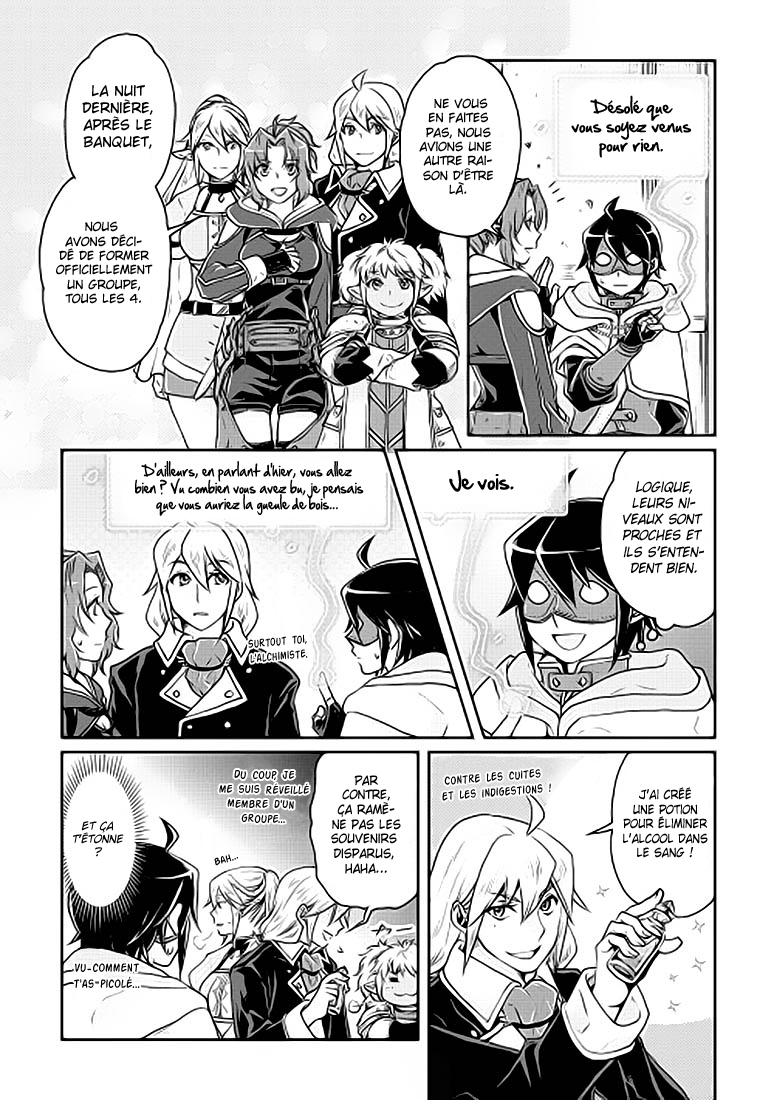 Désolé que
vous soyez venus
pour rien.
NE VOUS
EN FAITES
PAS, NOUS
AVIONS UNE
AUTRE RAI-
SON D'ÊTRE
LÀ.
LA NUIT
DERNIÈRE,
APRÈS LE
BANQUET,
NOUS
AVONS DÉCI-
DÉ DE FORMER
OFFICIELLEMENT
UN GROUPE,
TOUS LES 4.
LOGIQUE,
LEURS NI-
VEAUX SONT
PROCHES ET
ILS S'ENTEN-
DENT BIEN.
Je vois.
D'ailleurs, en parlant d'hier, vous allez
bien ? Vu combien vous avez bu, je pensais
que vous auriez la gueule de bois...
SURTOUT TOI,
L'ALCHIMISTE.
J'AI CRÉÉ
UNE POTION
POUR ÉLIMINER
L'ALCOOL DANS
LE SANG !
CONTRE LES CUITES
ET LES INDIGESTIONS !
PAR
CONTRE,
ÇA RAMÈ-
NE PAS LES
SOUVENIRS
DISPARUS,
HAHA...
DU COUP, JE
ME SUIS RÉVEILLÉ
MEMBRE D'UN
GROUPE...
BAH...
ET ÇA
T'ÉTONNE
?
VU-COMMENT
T'AS-PICOLÉ...